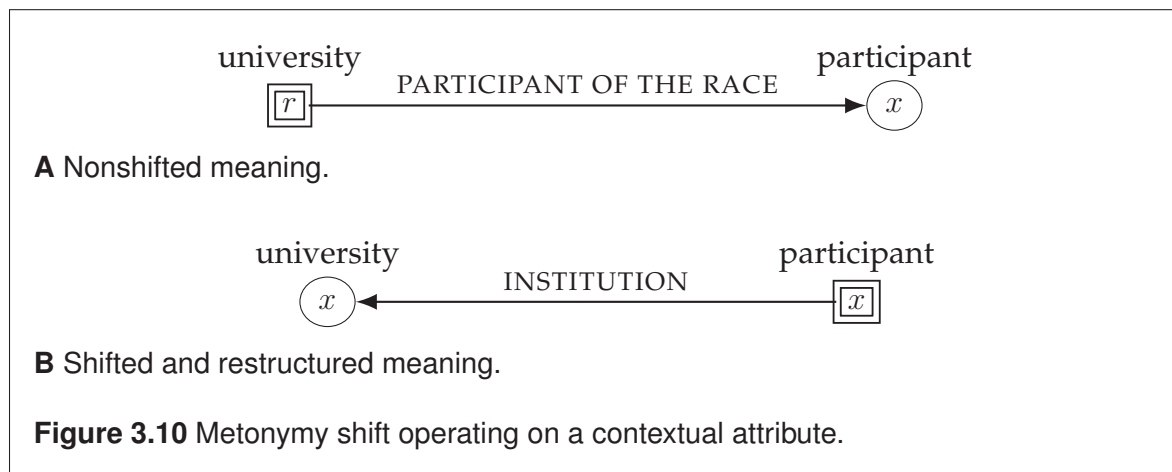 university participant
PARTICIPANT OF THE RACE
r x
A Nonshifted meaning.
university participant
INSTITUTION
x x
B Shifted and restructured meaning.
Figure 3.10 Metonymy shift operating on a contextual attribute.